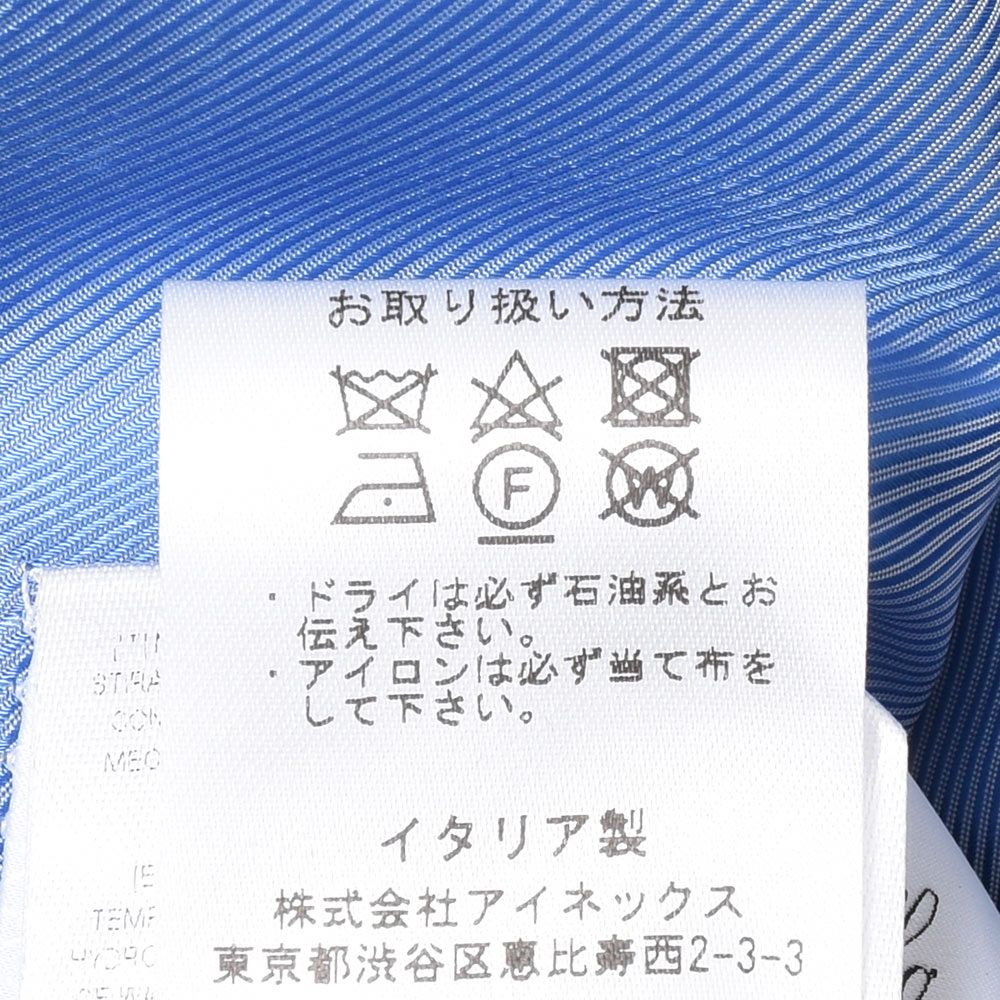 お取り扱い方法
F
W
・ドライは必ず石油系とお
伝え下さい。
・アイロンは必ず当て布を
して下さい。
イタリア製
株式会社アイネックス
東京都渋谷区恵比寿西2-3-3